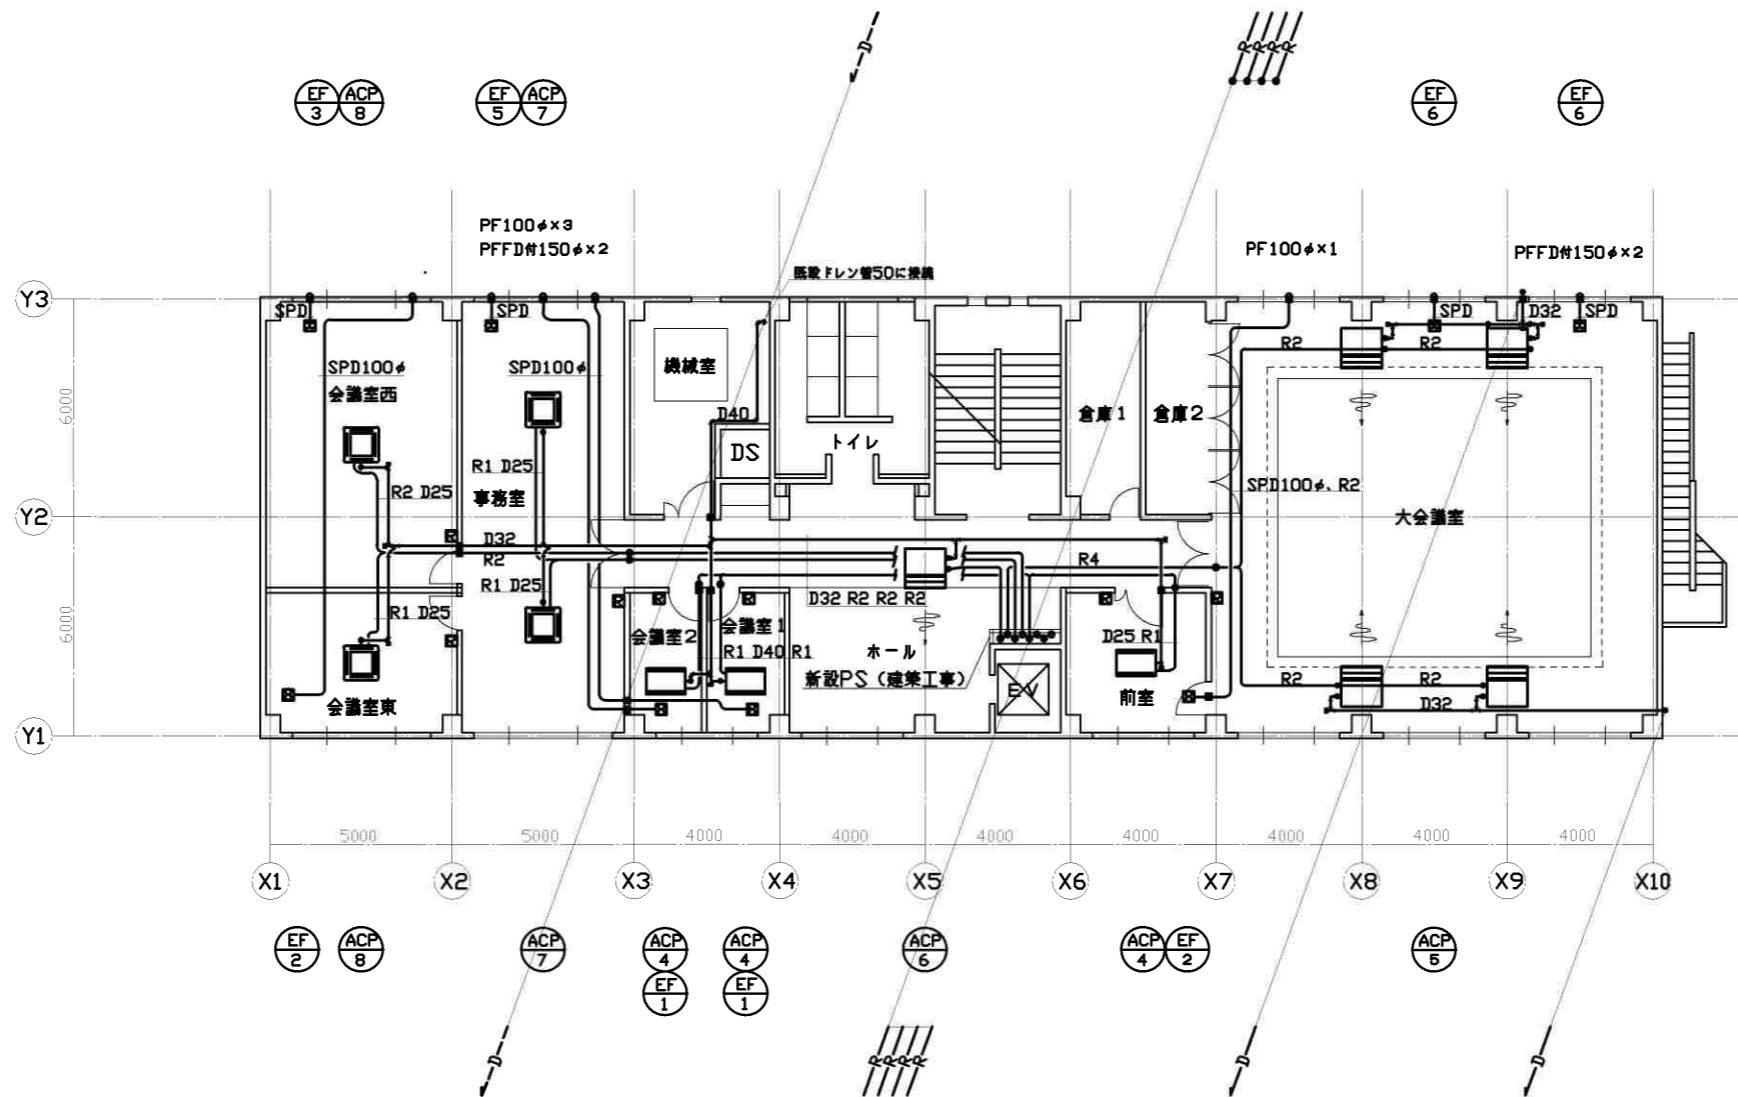 D
R R R R
EF 3
ACP 8
EF 5
ACP 7
EF 6
EF 6
PF100φ×3
PFFD付150φ×2
PF100φ×1
PFFD付150φ×2
既設ドレン管50に接続
Y3
SPD
SPD
SPD
D32
SPD
R2
R2
SPD100φ
会議室西
SPD100φ
機械室
6000
D40
倉庫1
倉庫2
トイレ
DS
R1 D25
R2 D25
事務室
SPD100φ、R2
大会議室
Y2
D32
R2
R4
R1 D25
R1 D25
D32 R2 R2 R2
6000
会議室2
会議室1
D25 R1
R1 D40 R1
ホール
新設PS（建築工事）
EV
前室
R2
R2
D32
会議室東
Y1
5000
5000
4000
4000
4000
4000
4000
4000
4000
X1
X2
X3
X4
X5
X6
X7
X8
X9
X10
EF 2
ACP 8
ACP 7
ACP 4
ACP 4
ACP 6
ACP 4
EF 2
ACP 5
EF 1
EF 1
D
R R R R
D
D